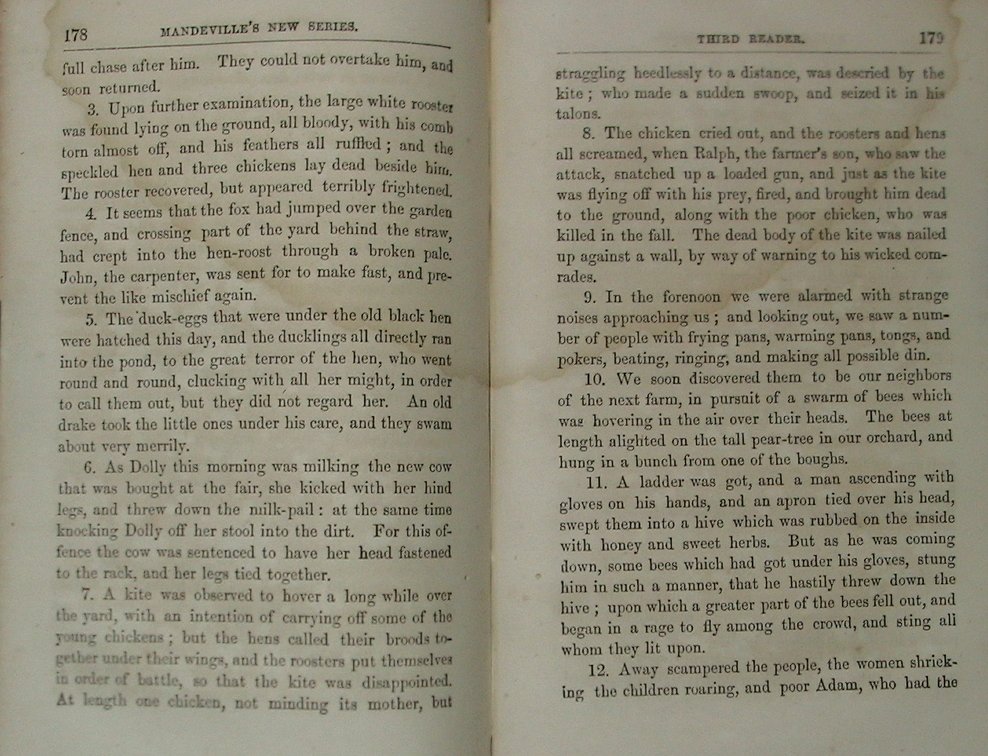 178 MANDEVILLE'S NEW SERIES.
full chase after him. They could not overtake him, and
soon returned.
3. Upon further examination, the large white rooster
was found lying on the ground, all bloody, with his comb
torn almost off, and his feathers all ruffled; and the
speckled hen and three chickens lay dead beside him.
The rooster recovered, but appeared terribly frightened.
4. It seems that the fox had jumped over the garden
fence, and crossing part of the yard behind the straw,
had crept into the hen-roost through a broken pale.
John, the carpenter, was sent for to make fast, and pre-
vent the like mischief again.
5. The duck-eggs that were under the old black hen
were hatched this day, and the ducklings all directly ran
into the pond, to the great terror of the hen, who went
round and round, clucking with all her might, in order
to call them out, but they did not regard her. An old
drake took the little ones under his care, and they swam
about very merrily.
6. As Dolly this morning was milking the new cow
that was bought at the fair, she kicked with her hind
legs, and threw down the milk-pail: at the same time
knocking Dolly off her stool into the dirt. For this of-
fence the cow was sentenced to have her head fastened
to the rack, and her legs tied together.
7. A kite was observed to hover a long while over
the yard, with an intention of carrying off some of the
young chickens; but the hens called their broods to-
gether under their wings, and the roosters put themselves
in order of battle, so that the kite was disappointed.
At length one chicken, not minding its mother, but
THIRD READER. 179
straggling heedlessly to a distance, was descried by the
kite; who made a sudden swoop, and seized it in his
talons.
8. The chicken cried out, and the roosters and hens
all screamed, when Ralph, the farmer's son, who saw the
attack, snatched up a loaded gun, and just as the kite
was flying off with his prey, fired, and brought him dead
to the ground, along with the poor chicken, who was
killed in the fall. The dead body of the kite was nailed
up against a wall, by way of warning to his wicked com-
rades.
9. In the forenoon we were alarmed with strange
noises approaching us; and looking out, we saw a num-
ber of people with frying pans, warming pans, tongs, and
pokers, beating, ringing, and making all possible din.
10. We soon discovered them to be our neighbors
of the next farm, in pursuit of a swarm of bees which
was hovering in the air over their heads. The bees at
length alighted on the tall pear-tree in our orchard, and
hung in a bunch from one of the boughs.
11. A ladder was got, and a man ascending with
gloves on his hands, and an apron tied over his head,
swept them into a hive which was rubbed on the inside
with honey and sweet herbs. But as he was coming
down, some bees which had got under his gloves, stung
him in such a manner, that he hastily threw down the
hive; upon which a greater part of the bees fell out, and
began in a rage to fly among the crowd, and sting all
whom they lit upon.
12. Away scampered the people, the women shriek-
ing the children roaring, and poor Adam, who had the